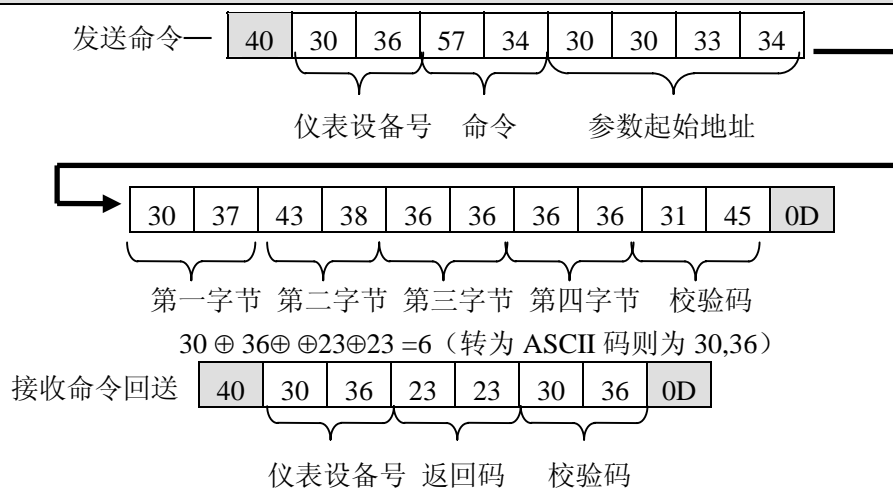 发送命令— 40 30 36 57 34 30 30 33 34
仪表设备号 命令 参数起始地址
30 37 43 38 36 36 36 36 31 45 0D
第一字节 第二字节 第三字节 第四字节 校验码
30 ⊕ 36⊕ ⊕23⊕23 =6（转为 ASCII 码则为 30,36）
接收命令回送 40 30 36 23 23 30 36 0D
仪表设备号 返回码 校验码